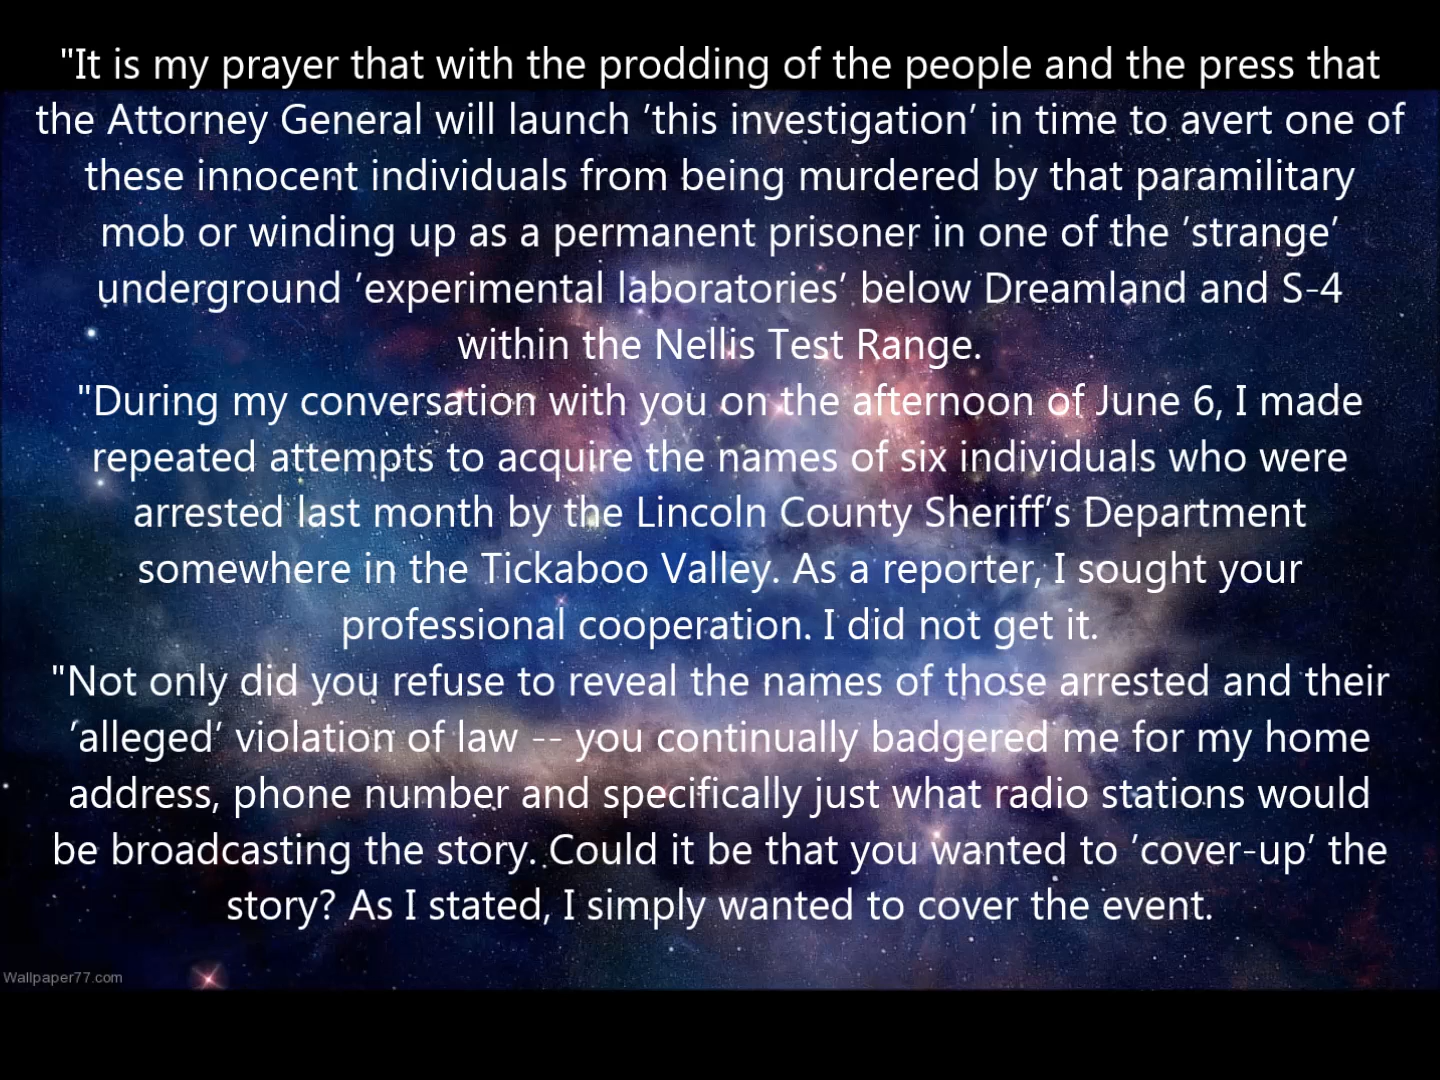 "It is my prayer that with the prodding of the people and the press that
the Attorney General will launch ’this investigation’ in time to avert one of
these innocent individuals from being murdered by that paramilitary
mob or winding up as a permanent prisoner in one of the ’strange’
underground ’experimental laboratories’ below Dreamland and S-4
within the Nellis Test Range.
"During my conversation with you on the afternoon of June 6, I made
repeated attempts to acquire the names of six individuals who were
arrested last month by the Lincoln County Sheriff’s Department
somewhere in the Tickaboo Valley. As a reporter, I sought your
professional cooperation. I did not get it.
"Not only did you refuse to reveal the names of those arrested and their
’alleged’ violation of law -- you continually badgered me for my home
address, phone number and specifically just what radio stations would
be broadcasting the story. Could it be that you wanted to ’cover-up’ the
story? As I stated, I simply wanted to cover the event.
Wallpaper77.com